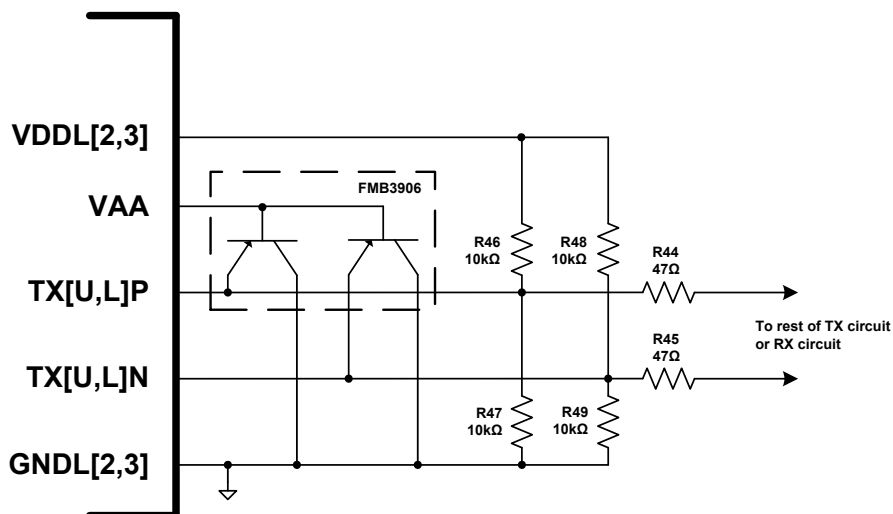 VDDL[2,3]
FMB3906
VAA
R46
10kΩ
R48
10kΩ
R44
47Ω
TX[U,L]P
To rest of TX circuit
or RX circuit
R45
47Ω
TX[U,L]N
R47
10kΩ
R49
10kΩ
GNDL[2,3]